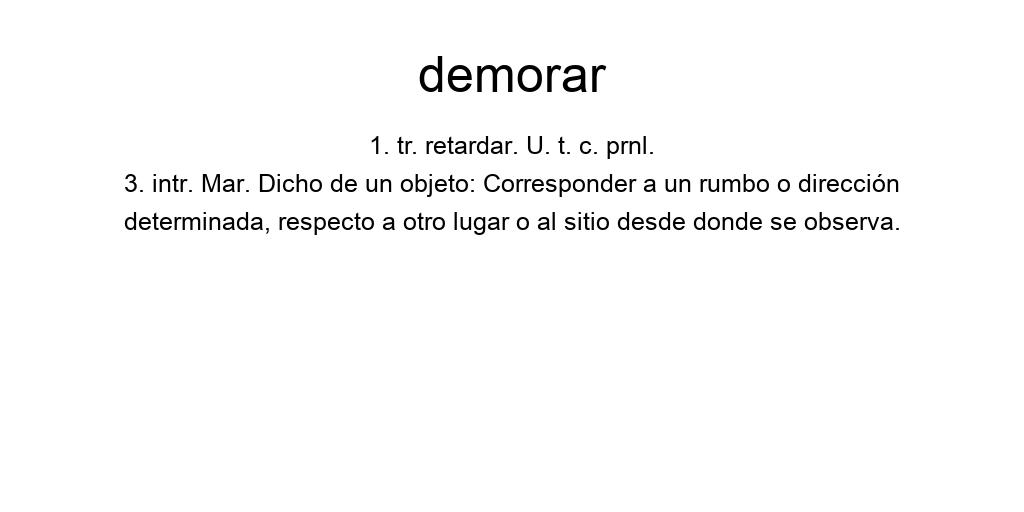 demorar
1. tr. retardar. U. t. c. prnl.
3. intr. Mar. Dicho de un objeto: Corresponder a un rumbo o dirección
determinada, respecto a otro lugar o al sitio desde donde se observa.